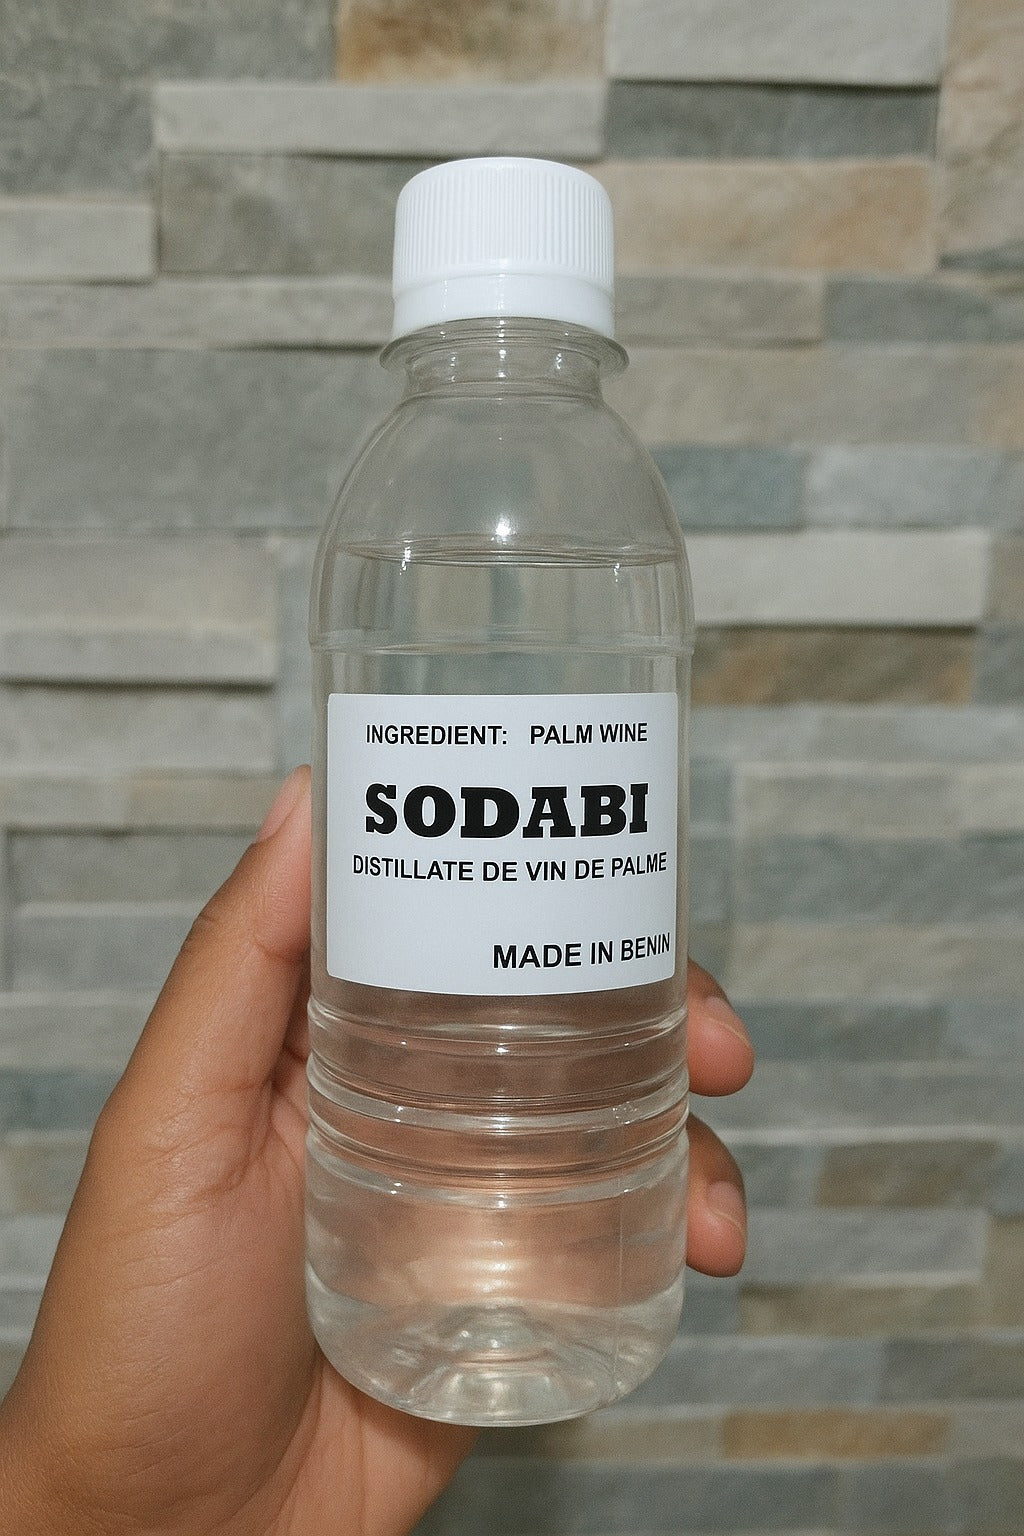 INGREDIENT: PALM WINE
SODABI
DISTILLATE DE VIN DE PALME
MADE IN BENIN